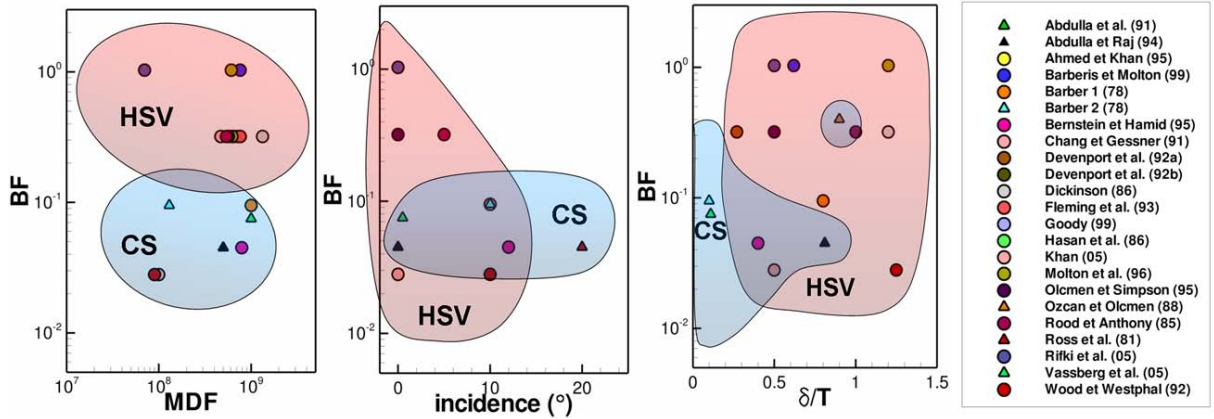 BF
10⁰
10⁻¹
10⁻²
HSV
CS
10⁷
10⁸
10⁹
MDF
BF
10⁰
10⁻¹
10⁻²
CS
HSV
0
10
20
incidence (°)
BF
10⁰
10⁻¹
10⁻²
CS
HSV
0.5
1
1.5
δ/T
Abdulla et al. (91)
Abdulla et Raj (94)
Ahmed et Khan (95)
Barberis et Molton (99)
Barber 1 (78)
Barber 2 (78)
Bernstein et Hamid (95)
Chang et Gessner (91)
Devenport et al. (92a)
Devenport et al. (92b)
Dickinson (86)
Fleming et al. (93)
Goody (99)
Hasan et al. (86)
Khan (05)
Molton et al. (96)
Olcmen et Simpson (95)
Ozcan et Olcmen (88)
Rood et Anthony (85)
Ross et al. (81)
Rifki et al. (05)
Vassberg et al. (05)
Wood et Westphal (92)